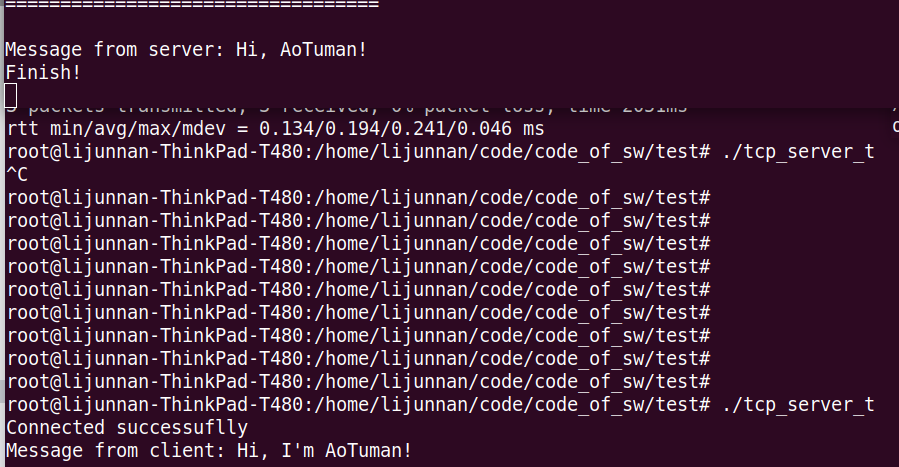 =================================
Message from server: Hi, AoTuman!
Finish!
3 packets transmitted, 3 received, 0% packet loss, time 2031ms
rtt min/avg/max/mdev = 0.134/0.194/0.241/0.046 ms
root@lijunnan-ThinkPad-T480:/home/lijunnan/code/code_of_sw/test# ./tcp_server_t
^C
root@lijunnan-ThinkPad-T480:/home/lijunnan/code/code_of_sw/test#
root@lijunnan-ThinkPad-T480:/home/lijunnan/code/code_of_sw/test#
root@lijunnan-ThinkPad-T480:/home/lijunnan/code/code_of_sw/test#
root@lijunnan-ThinkPad-T480:/home/lijunnan/code/code_of_sw/test#
root@lijunnan-ThinkPad-T480:/home/lijunnan/code/code_of_sw/test#
root@lijunnan-ThinkPad-T480:/home/lijunnan/code/code_of_sw/test#
root@lijunnan-ThinkPad-T480:/home/lijunnan/code/code_of_sw/test#
root@lijunnan-ThinkPad-T480:/home/lijunnan/code/code_of_sw/test#
root@lijunnan-ThinkPad-T480:/home/lijunnan/code/code_of_sw/test#
root@lijunnan-ThinkPad-T480:/home/lijunnan/code/code_of_sw/test# ./tcp_server_t
Connected successuflly
Message from client: Hi, I'm AoTuman!